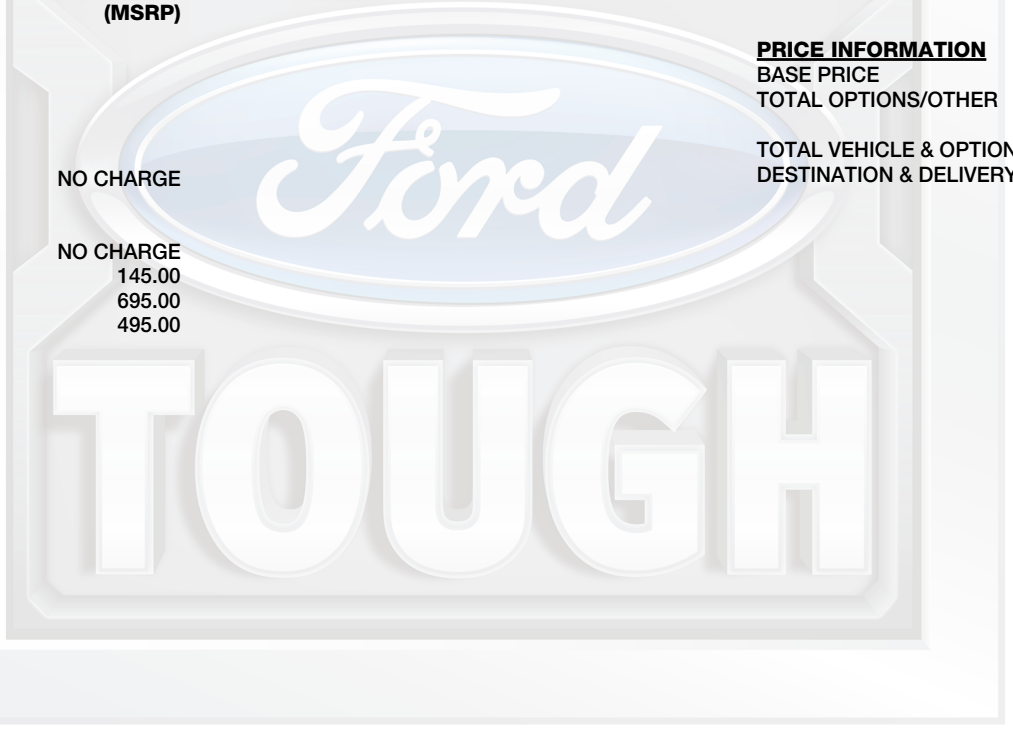 (MSRP)
PRICE INFORMATION
BASE PRICE
TOTAL OPTIONS/OTHER
TOTAL VEHICLE & OPTION
DESTINATION & DELIVERY
NO CHARGE
NO CHARGE
145.00
695.00
495.00
Ford
TOUGH